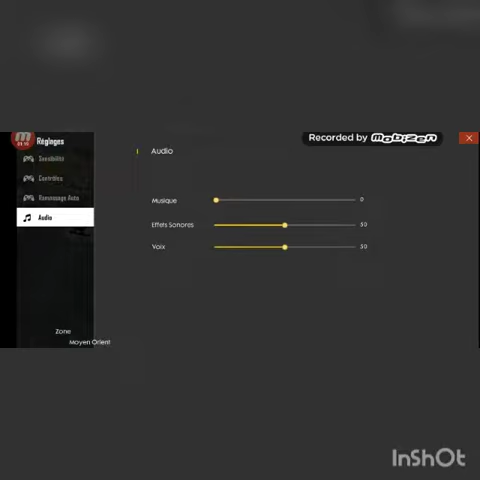 Réglages
Recorded by mobizen
Sensibilité
Audio
Contrôles
Ramassage Auto
Musique
0
Audio
Effets Sonores
50
Voix
50
Zone
Moyen Orient
InShOt